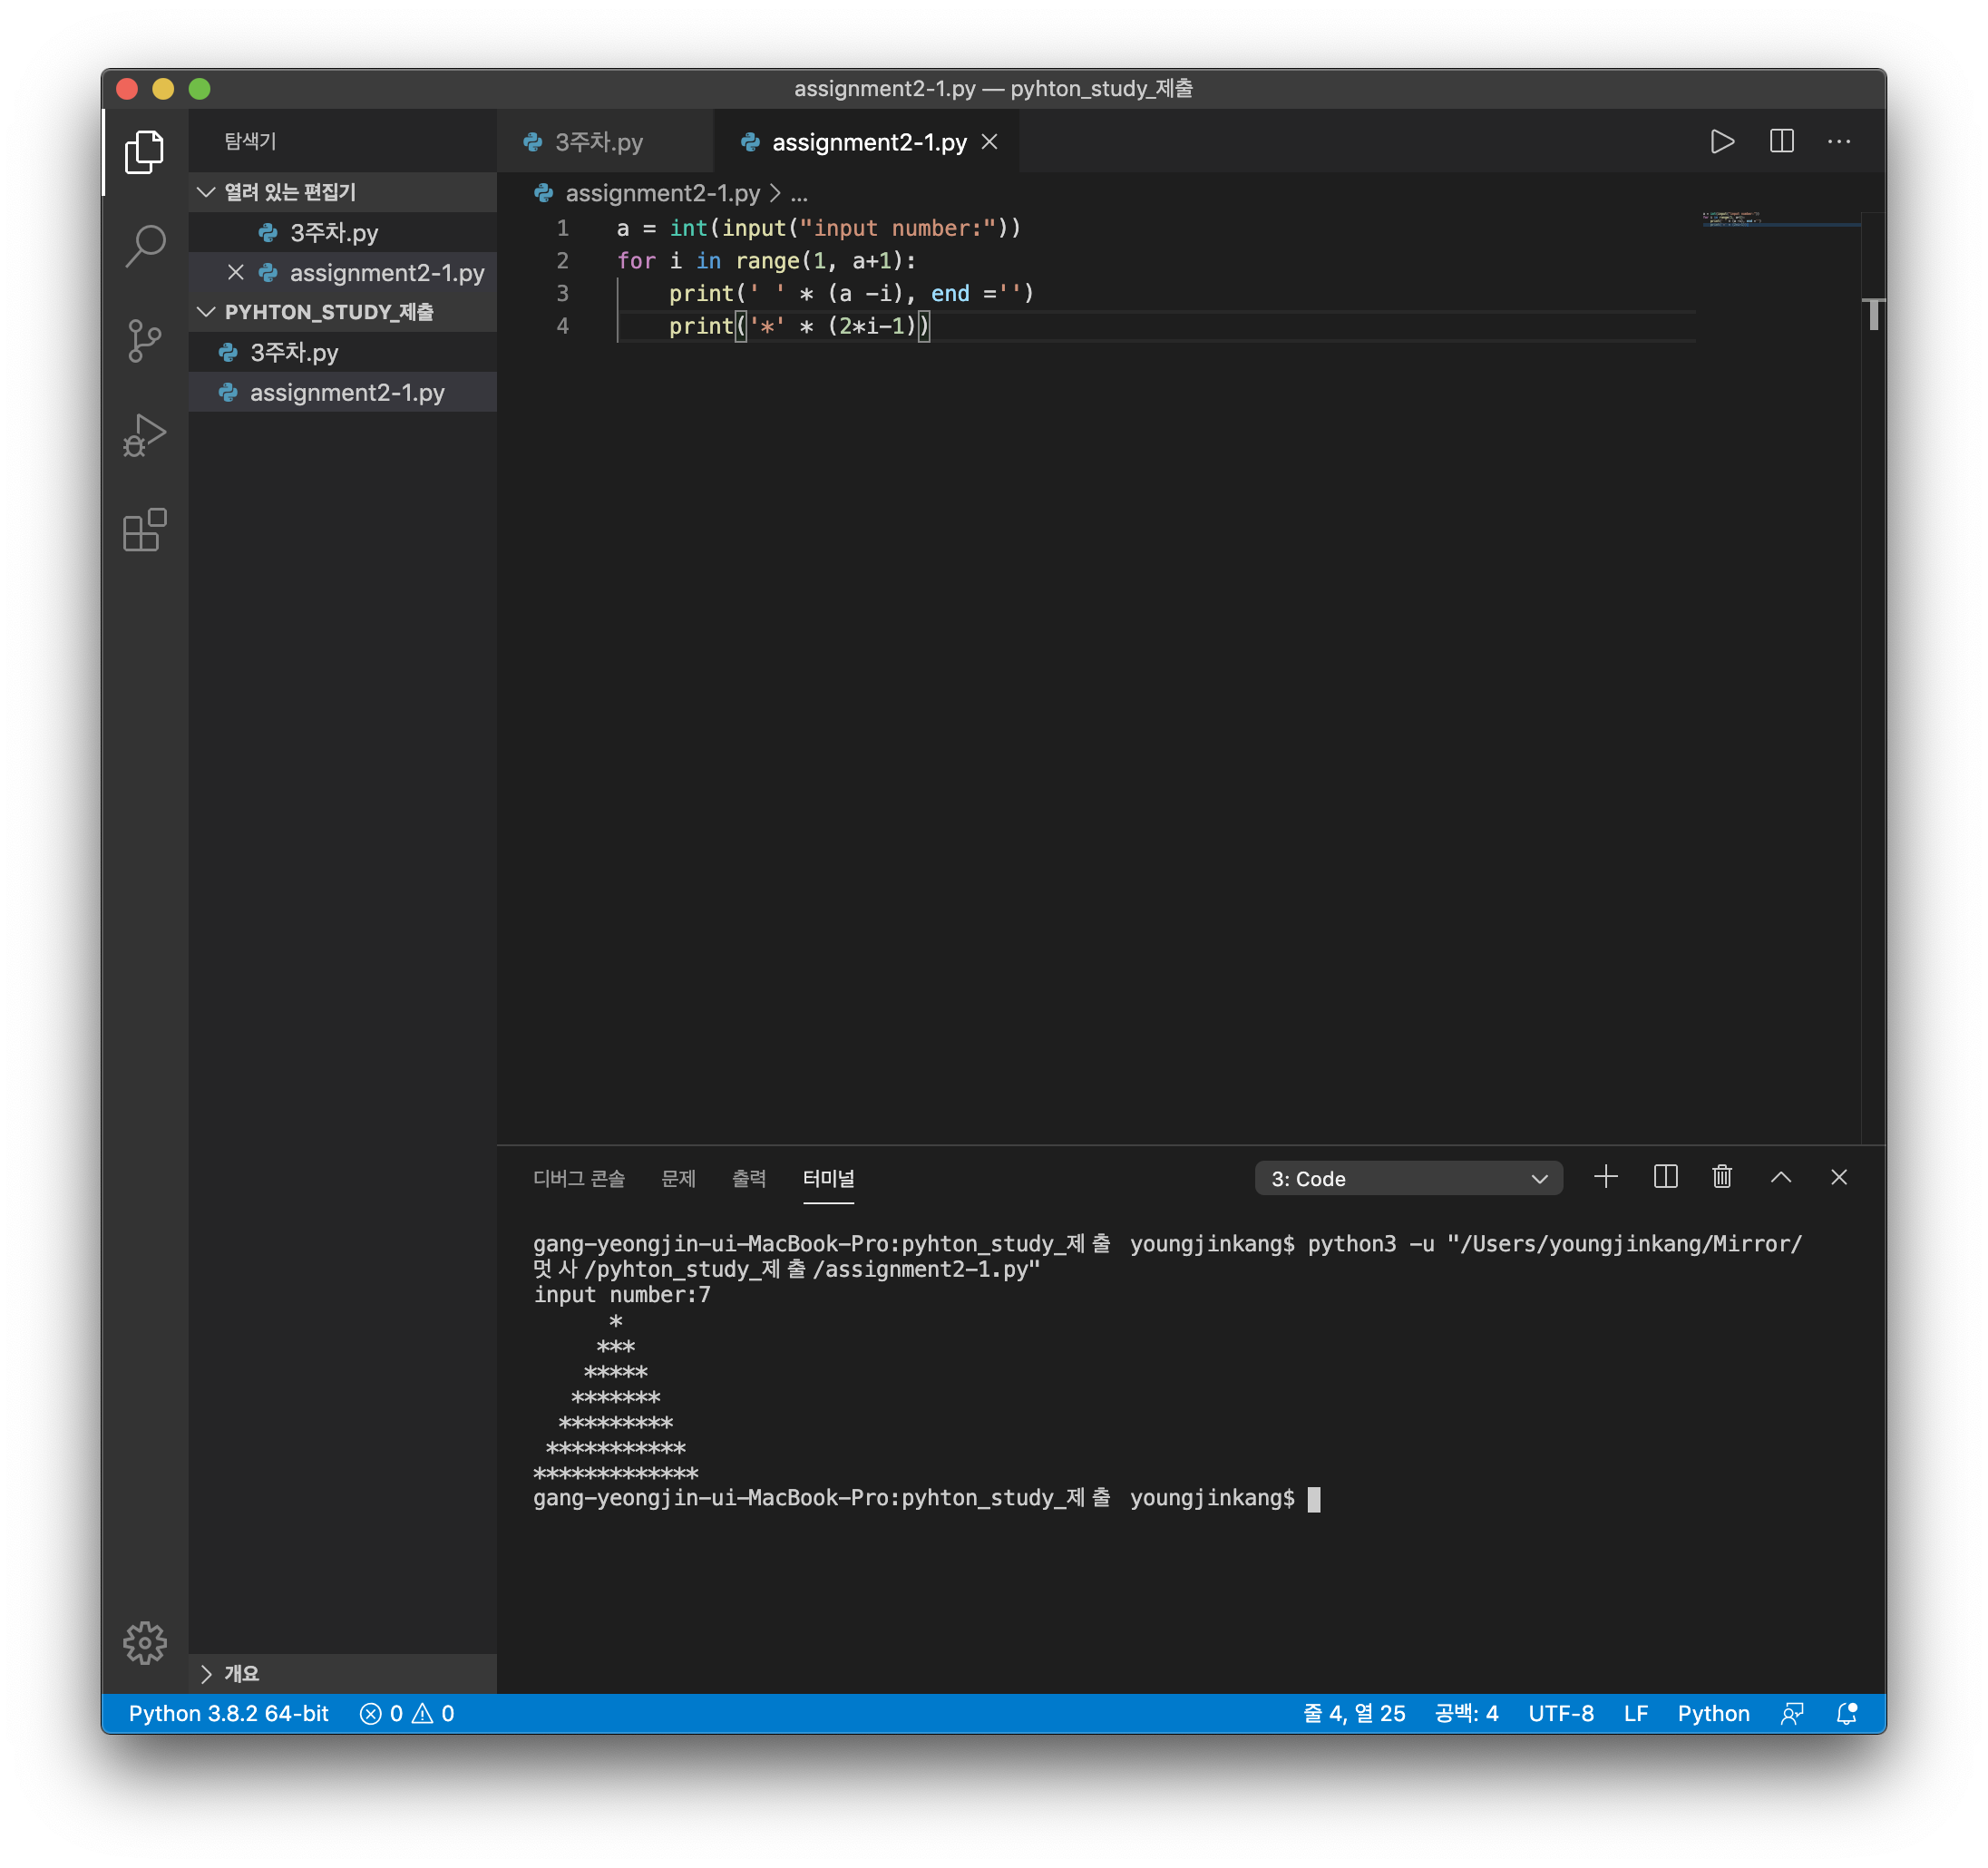 assignment2-1.py — pyhton_study_제출
탐색기
열려 있는 편집기
3주차.py
assignment2-1.py
PYHTON_STUDY_제출
3주차.py
assignment2-1.py
개요
3주차.py
assignment2-1.py
assignment2-1.py > ...
1 a = int(input("input number:"))
2 for i in range(1, a+1):
3     print(' ' * (a -i), end ='')
4     print('*' * (2*i-1))
디버그 콘솔 문제 출력 터미널
3: Code
gang-yeongjin-ui-MacBook-Pro:pyhton_study_제출 youngjinkang$ python3 -u "/Users/youngjinkang/Mirror/
멋사/pyhton_study_제출/assignment2-1.py"
input number:7
      *
     ***
    *****
   *******
  *********
 ***********
*************
gang-yeongjin-ui-MacBook-Pro:pyhton_study_제출 youngjinkang$
Python 3.8.2 64-bit 0 0 줄 4, 열 25 공백: 4 UTF-8 LF Python